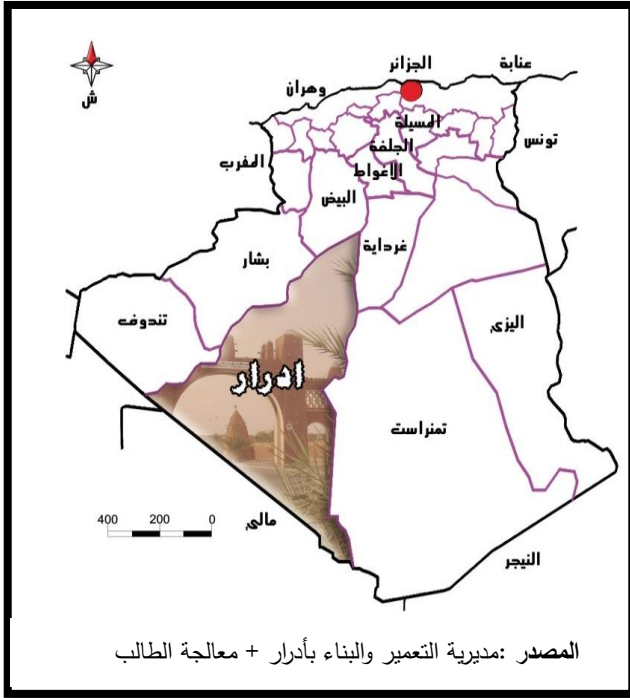 عنابة
الجزائر
وهران
ش
المسيلة
تونس
الجلفة
المغرب
الاغواط
البيض
غرداية
بشار
اليزي
تندوف
ادرار
تمنراست
400 200 0
مالي
النيجر
المصدر :مديرية التعمير والبناء بأدرار + معالجة الطالب